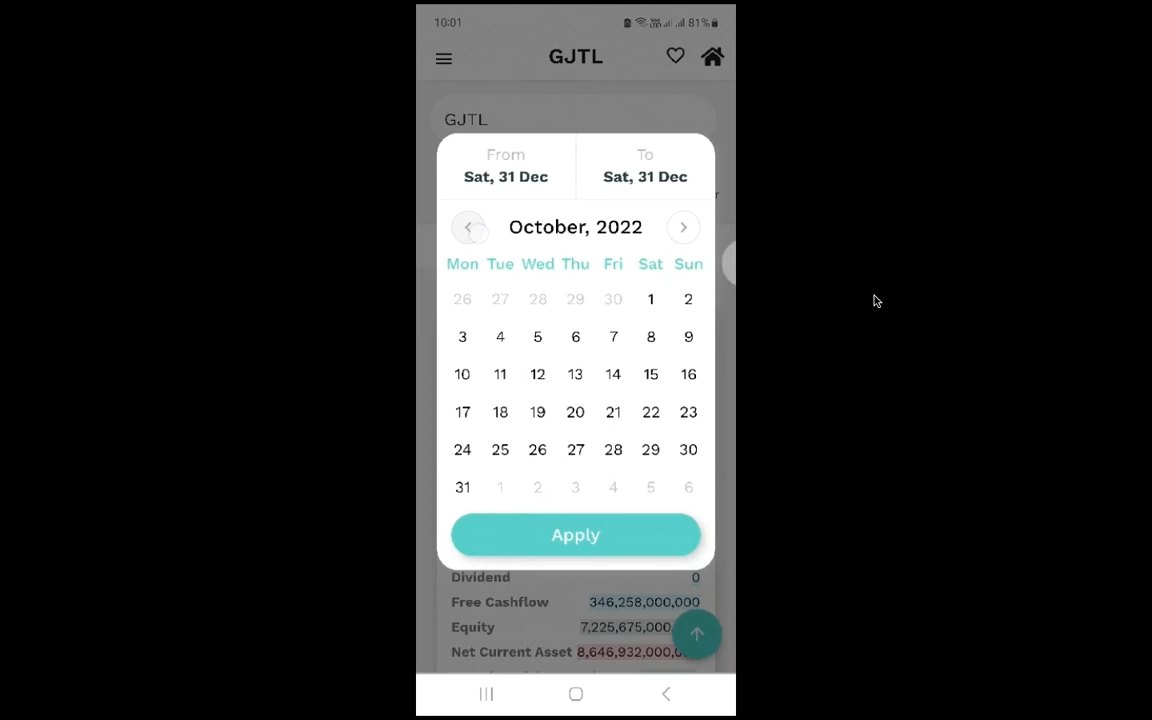 10:01 81%
GJTL
GJTL
From To
Sat, 31 Dec Sat, 31 Dec
October, 2022
Mon Tue Wed Thu Fri Sat Sun
26 27 28 29 30 1 2
3 4 5 6 7 8 9
10 11 12 13 14 15 16
17 18 19 20 21 22 23
24 25 26 27 28 29 30
31 1 2 3 4 5 6
Apply
Dividend 0
Free Cashflow 346,258,000,000
Equity 7,225,675,000,
Net Current Asset 8,646,932,000,0